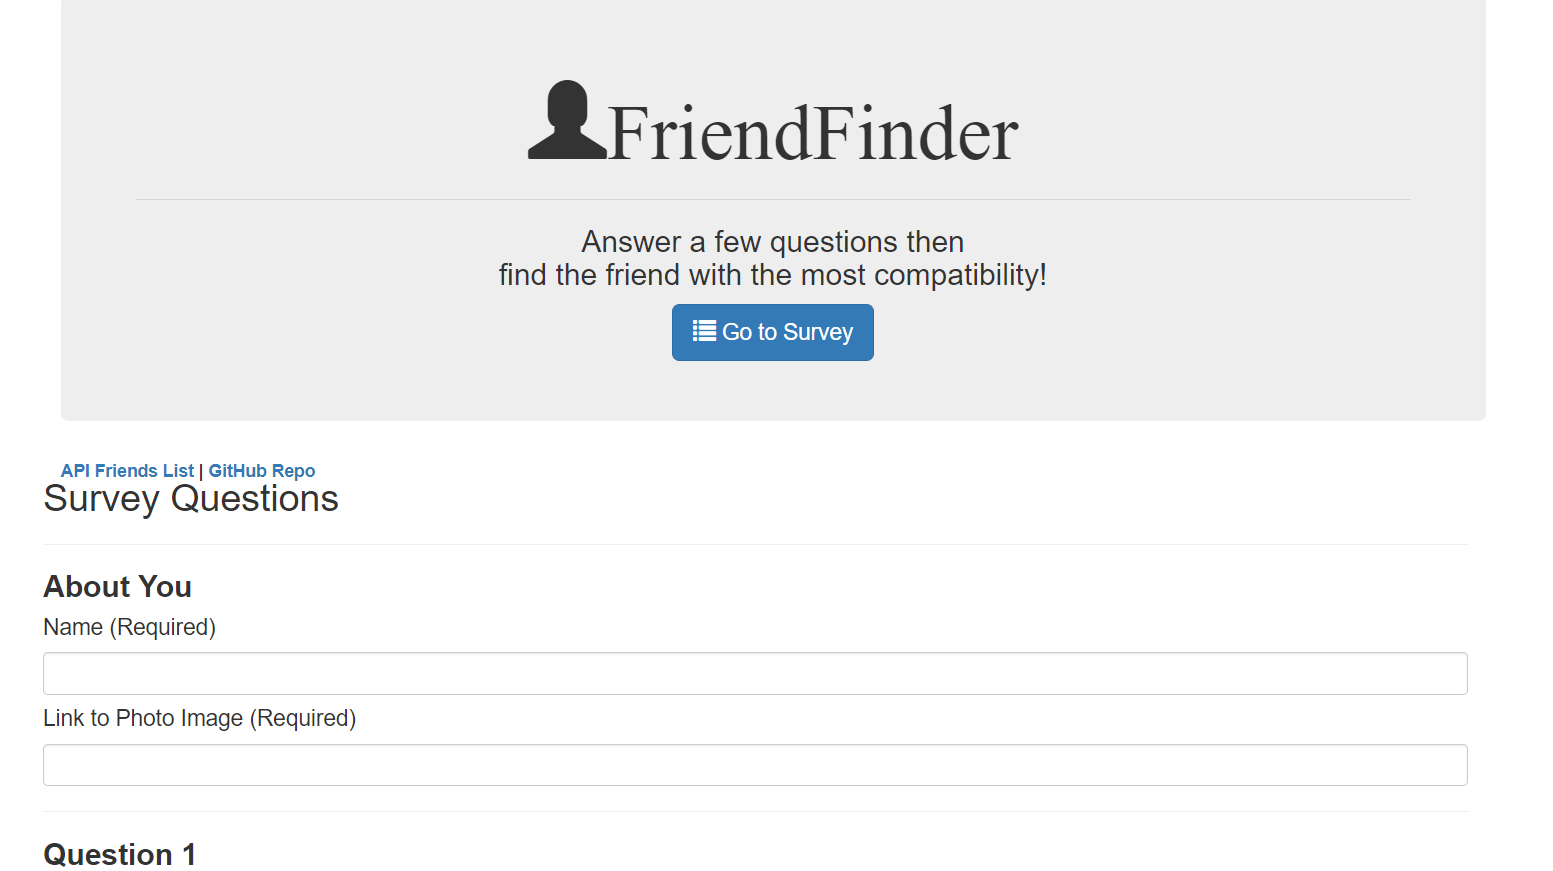 FriendFinder
Answer a few questions then
find the friend with the most compatibility!
Go to Survey
API Friends List | GitHub Repo
Survey Questions
About You
Name (Required)
Link to Photo Image (Required)
Question 1